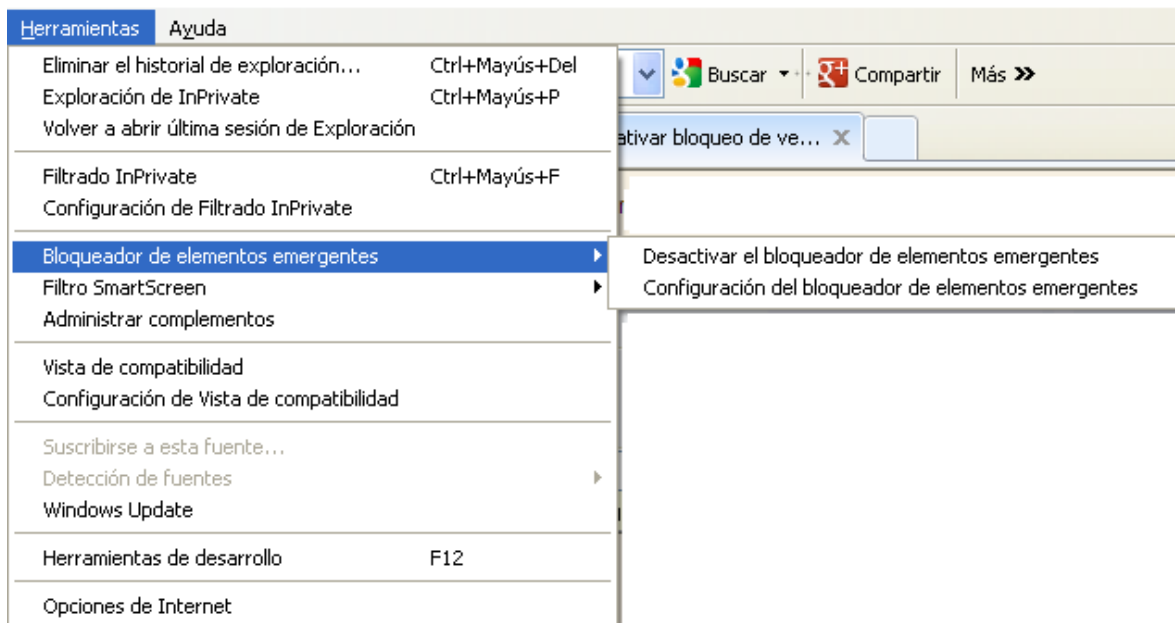 Herramientas Ayuda
Eliminar el historial de exploración... Ctrl+Mayús+Del
Exploración de InPrivate Ctrl+Mayús+P
Volver a abrir última sesión de Exploración
Filtrado InPrivate Ctrl+Mayús+F
Configuración de Filtrado InPrivate
Bloqueador de elementos emergentes
Filtro SmartScreen
Administrar complementos
Vista de compatibilidad
Configuración de Vista de compatibilidad
Suscribirse a esta fuente...
Detección de fuentes
Windows Update
Herramientas de desarrollo F12
Opciones de Internet
Buscar Compartir Más
ativar bloqueo de ve...
Desactivar el bloqueador de elementos emergentes
Configuración del bloqueador de elementos emergentes